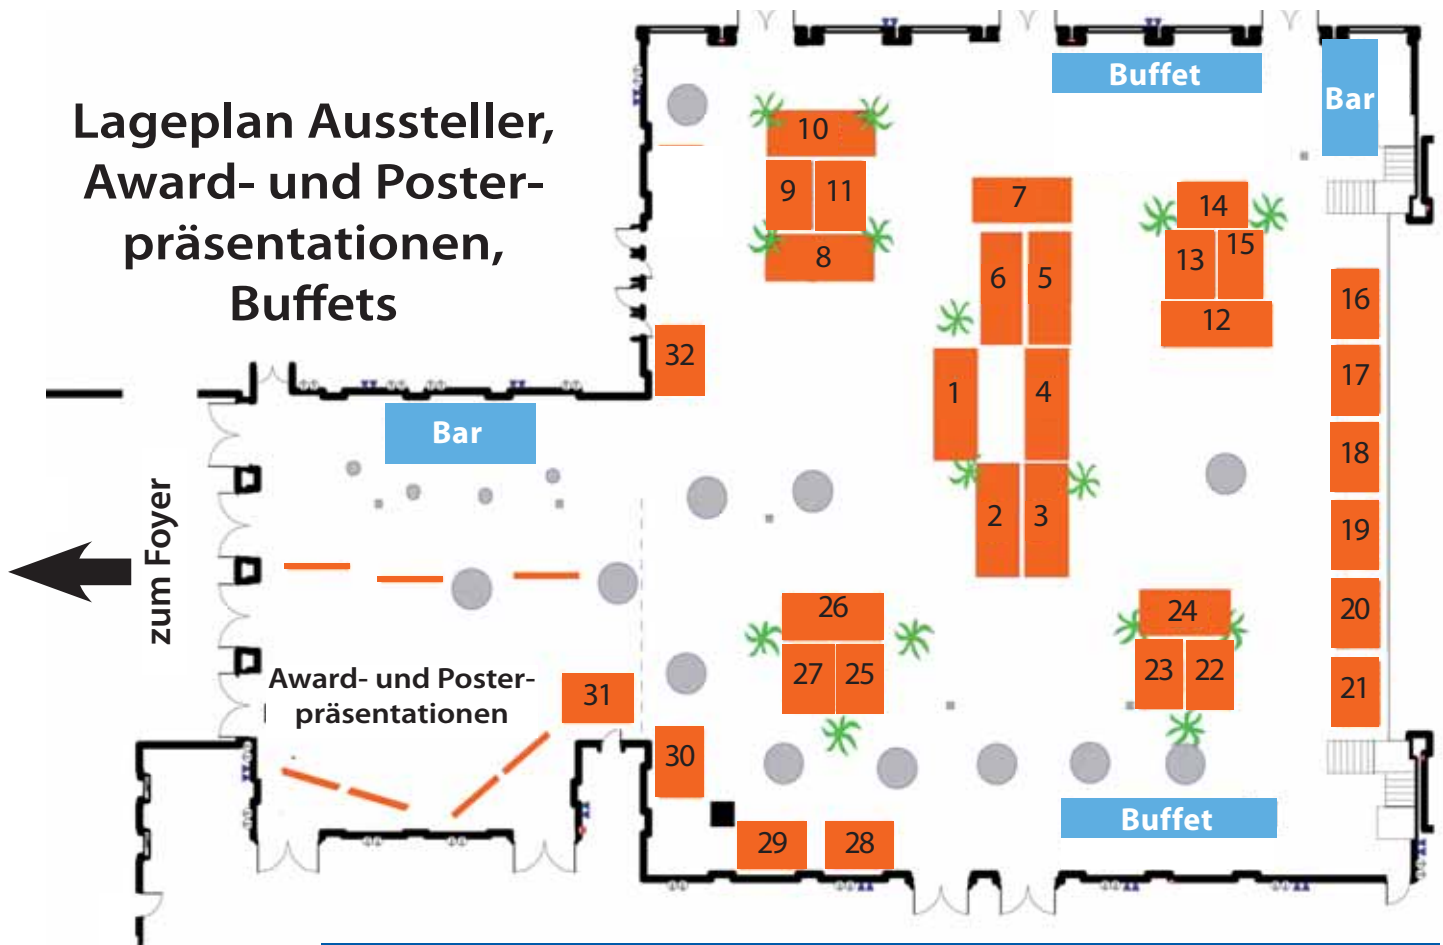 Lageplan Aussteller,
Award- und Poster-
präsentationen,
Buffets
Buffet
Bar
10
9
11
8
7
6
5
14
13
15
12
16
17
18
19
20
21
32
1
4
2
3
Bar
zum Foyer
26
27
25
24
23
22
Award- und Poster-
präsentationen
31
30
29
28
Buffet